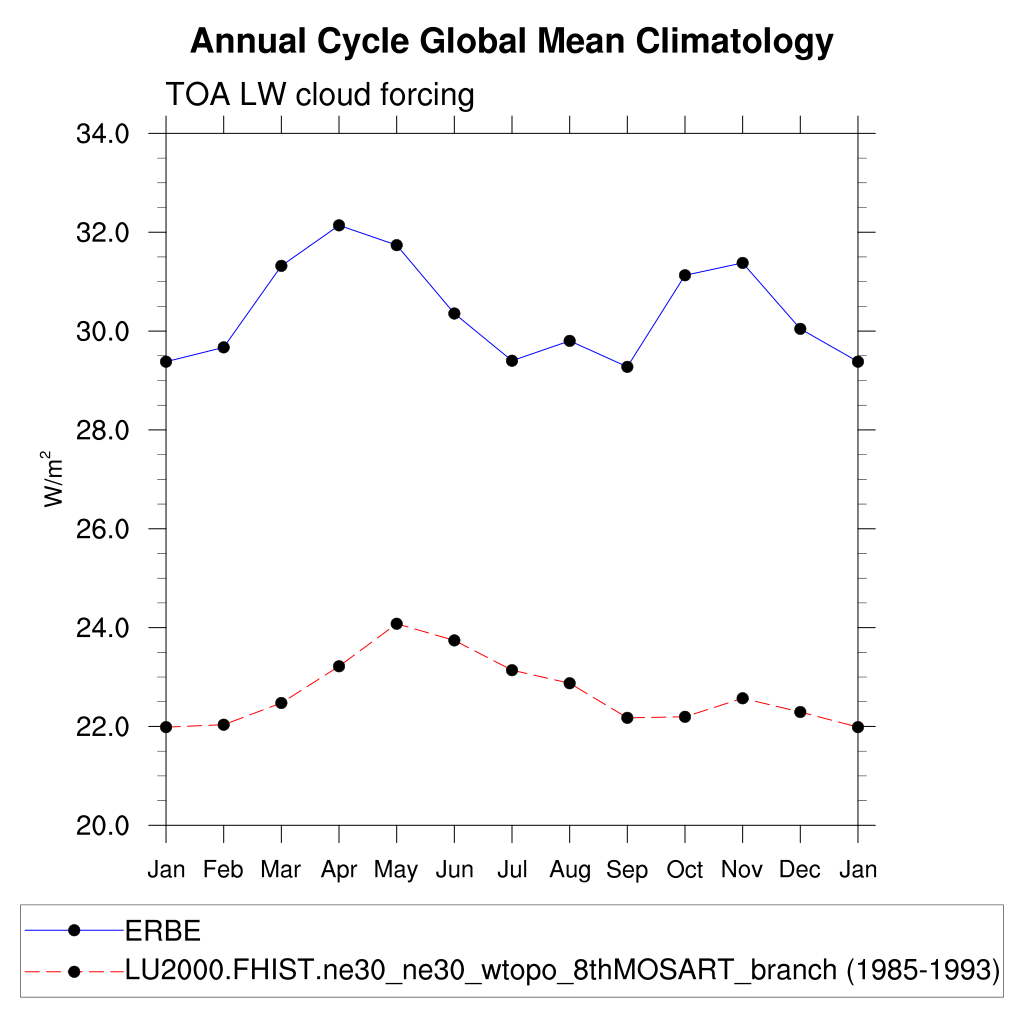 Annual Cycle Global Mean Climatology
TOA LW cloud forcing
34.0
32.0
30.0
28.0
26.0
24.0
22.0
20.0
W/m²
Jan Feb Mar Apr May Jun Jul Aug Sep Oct Nov Dec Jan
ERBE
LU2000.FHIST.ne30_ne30_wtopo_8thMOSART_branch (1985-1993)